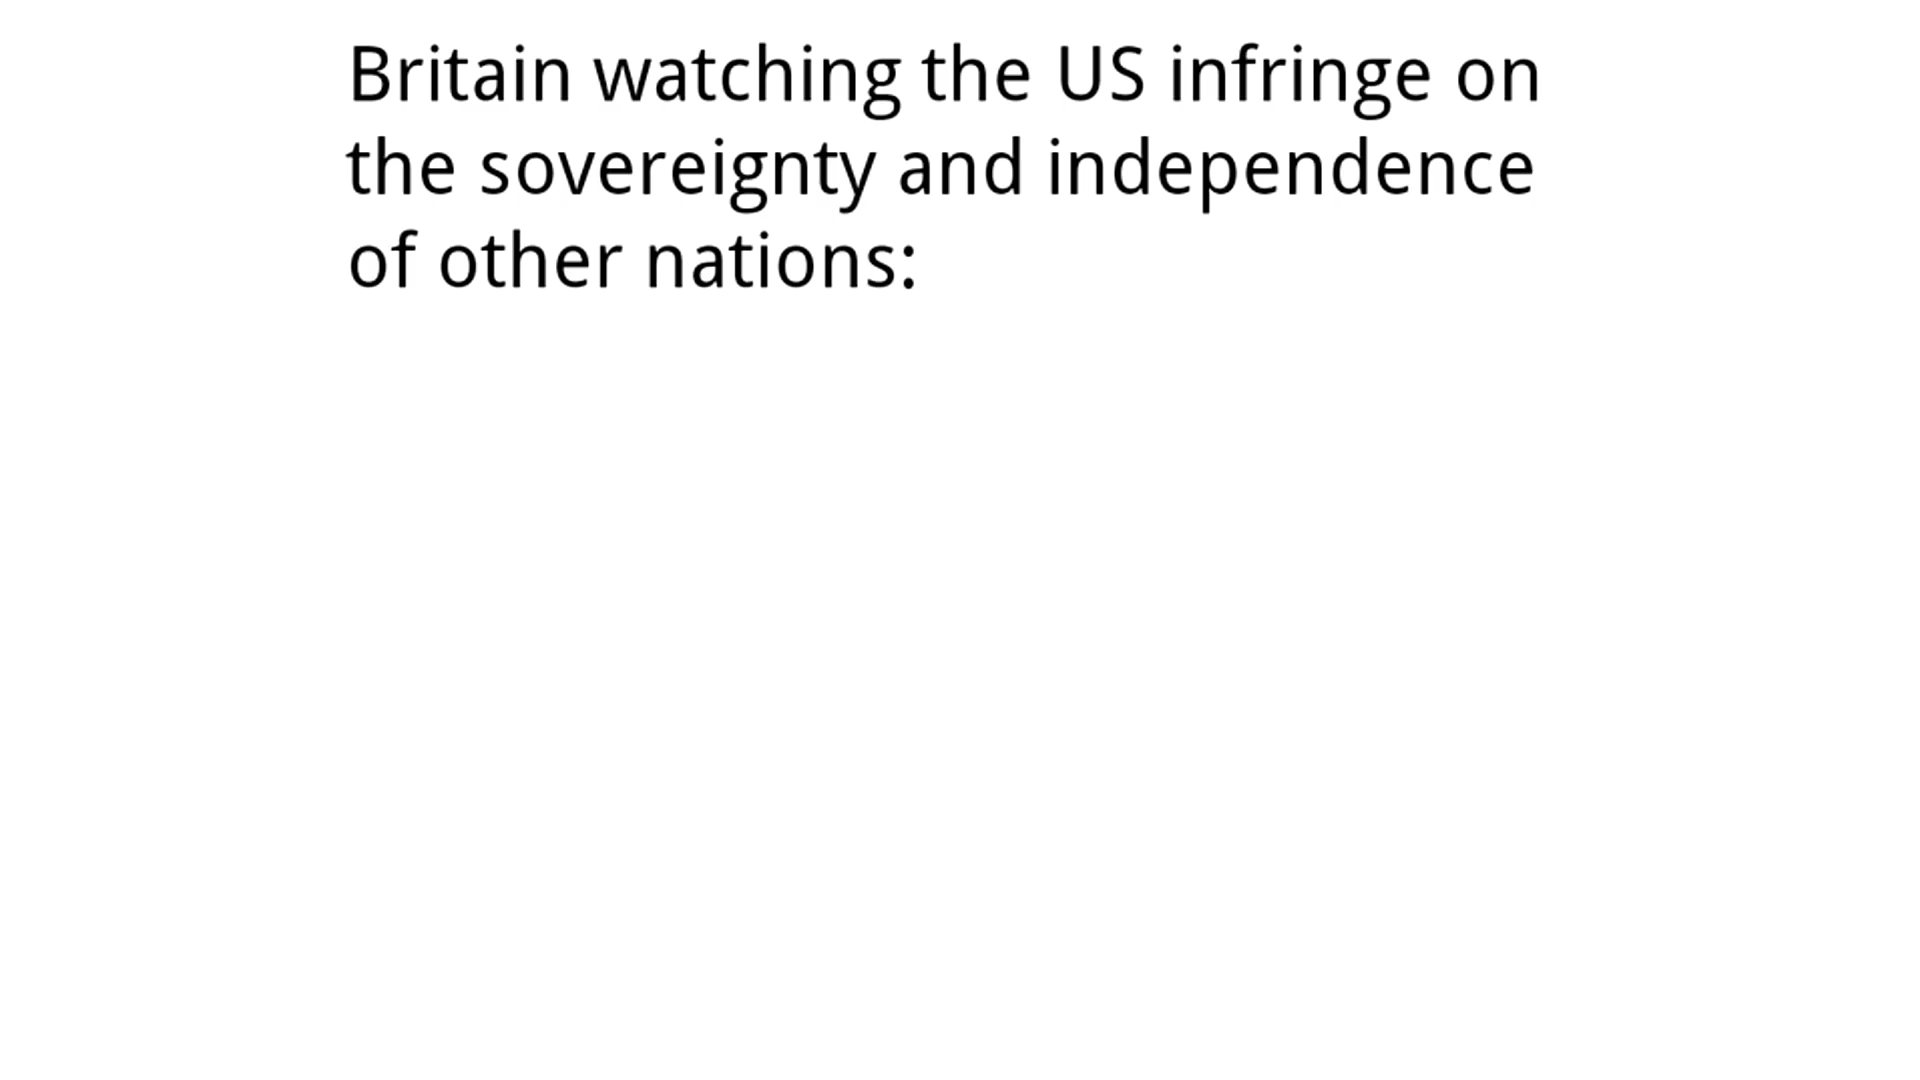 Britain watching the US infringe on
the sovereignty and independence
of other nations: